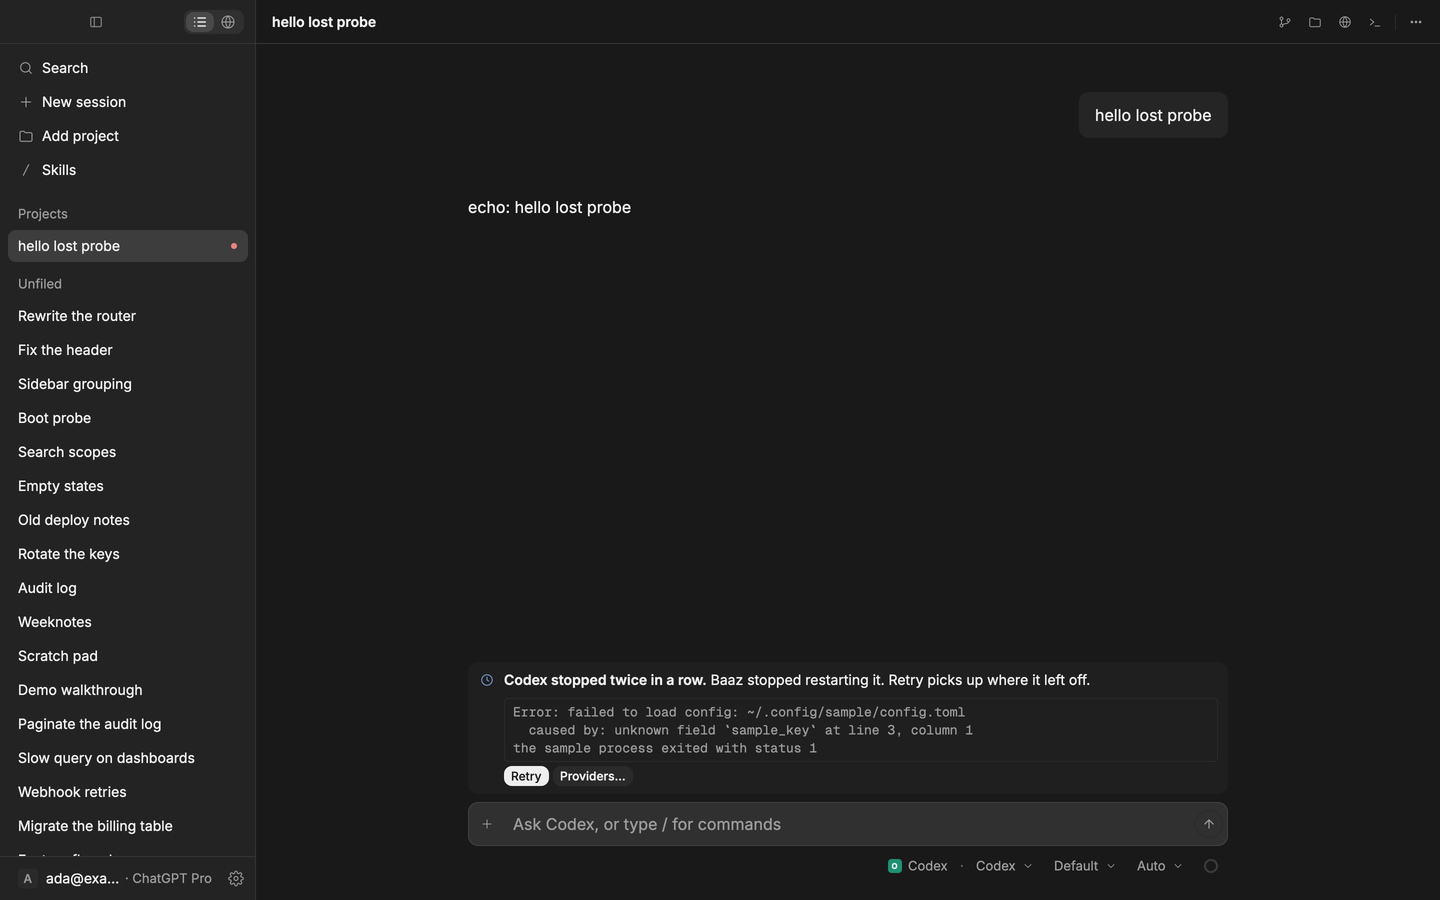 hello lost probe
Search
New session
Add project
Skills
Projects
hello lost probe
Unfiled
Rewrite the router
Fix the header
Sidebar grouping
Boot probe
Search scopes
Empty states
Old deploy notes
Rotate the keys
Audit log
Weeknotes
Scratch pad
Demo walkthrough
Paginate the audit log
Slow query on dashboards
Webhook retries
Migrate the billing table
A ada@exa... · ChatGPT Pro
hello lost probe
echo: hello lost probe
Codex stopped twice in a row. Baaz stopped restarting it. Retry picks up where it left off.
Error: failed to load config: ~/.config/sample/config.toml
caused by: unknown field `sample_key` at line 3, column 1
the sample process exited with status 1
Retry Providers...
Ask Codex, or type / for commands
Codex · Codex Default Auto